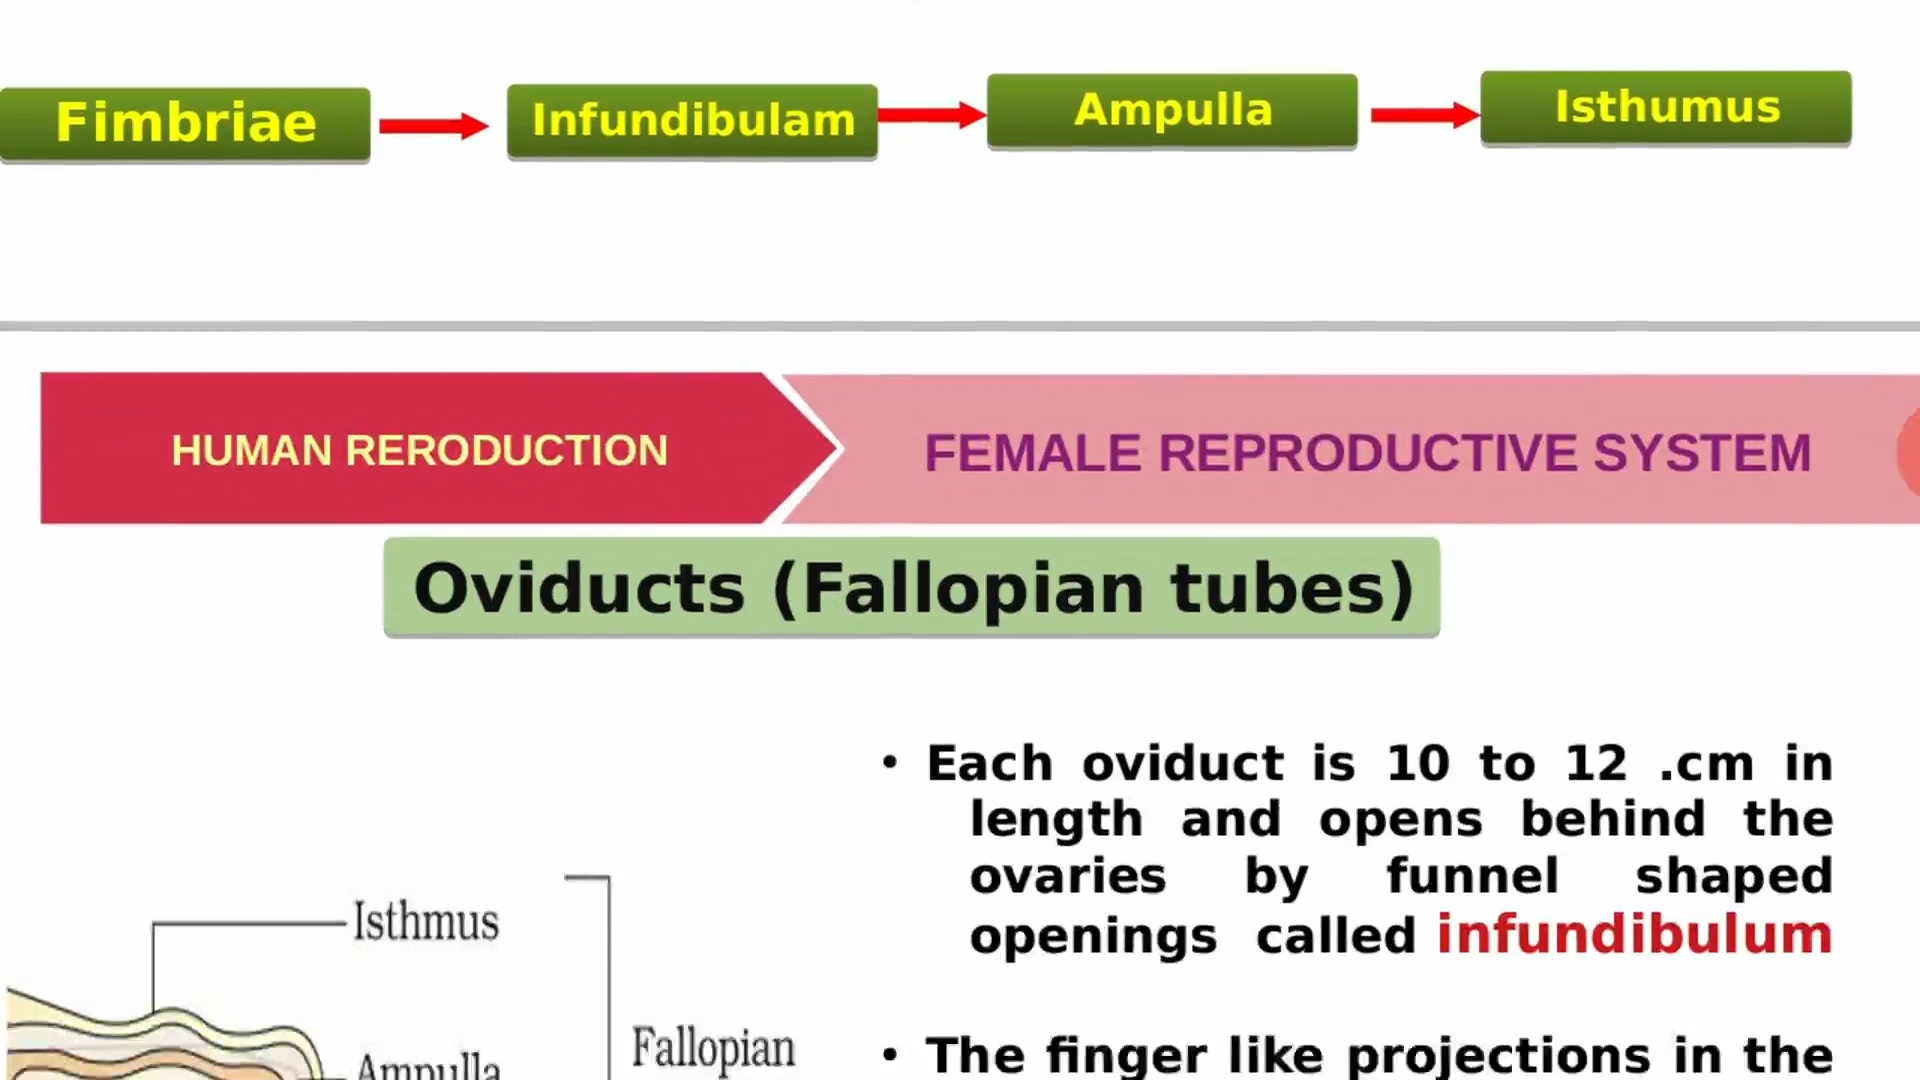 Fimbriae
Infundibulam
Ampulla
Isthumus
HUMAN RERODUCTION
FEMALE REPRODUCTIVE SYSTEM
Oviducts (Fallopian tubes)
• Each oviduct is 10 to 12 .cm in
length and opens behind the
ovaries by funnel shaped
openings called infundibulum
• The finger like projections in the
Isthmus
Ampulla
Fallopian